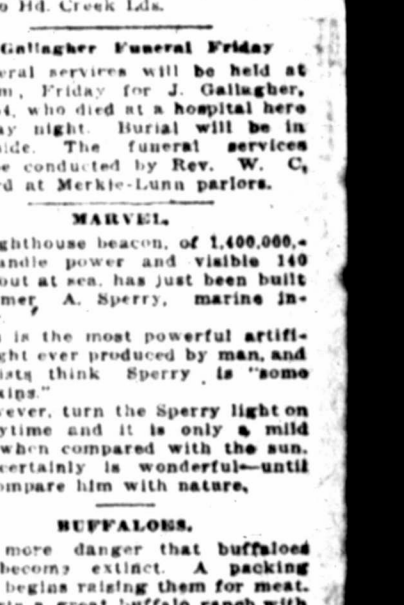 Hd. Creek Lds.
Gallagher Funeral Friday
eral services will be held at
m, Friday for J. Gallagher,
4, who died at a hospital here
ay night. Burial will be in
side. The funeral services
e conducted by Rev. W. C.
d at Merkle-Lunn parlors.
MARVEL.
ghthouse beacon, of 1,400,000,-
andle power and visible 140
out at sea, has just been built
mer A. Sperry, marine in-
is the most powerful artifi-
ght ever produced by man, and
ists think Sperry is "some
kins."
ever, turn the Sperry light on
ytime and it is only a mild
when compared with the sun.
certainly is wonderful—until
ompare him with nature.
BUFFALOES.
more danger that buffaloes
become extinct. A packing
begins raising them for meat.
a great buffalo ranch with